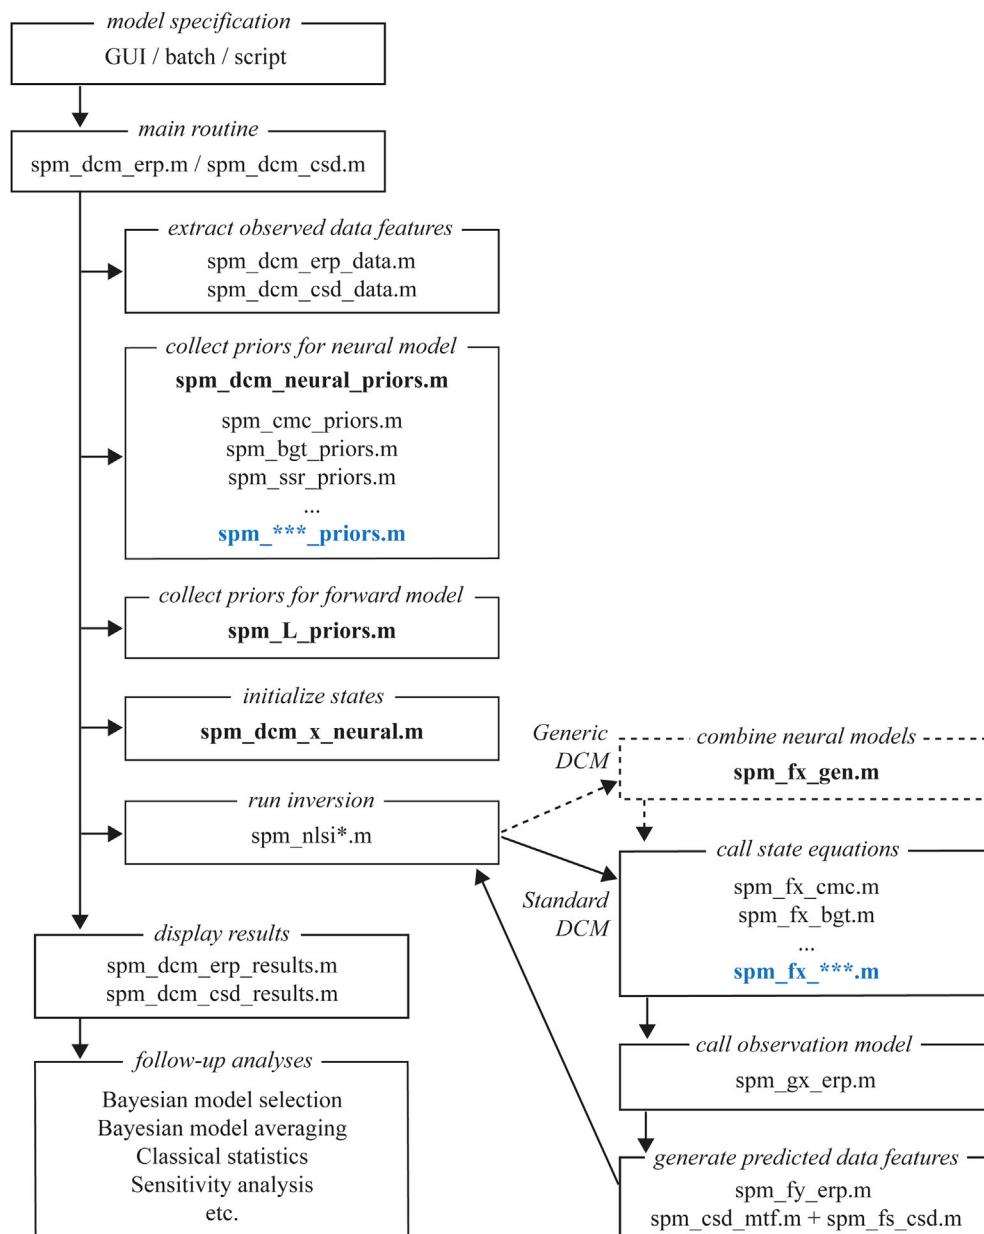 model specification
GUI / batch / script
main routine
spm_dcm_erp.m / spm_dcm_csd.m
extract observed data features
spm_dcm_erp_data.m
spm_dcm_csd_data.m
collect priors for neural model
spm_dcm_neural_priors.m
spm_cmc_priors.m
spm_bgt_priors.m
spm_ssr_priors.m
...
spm_***_priors.m
collect priors for forward model
spm_L_priors.m
initialize states
spm_dcm_x_neural.m
run inversion
spm_nlsi*.m
Generic
DCM
combine neural models
spm_fx_gen.m
Standard
DCM
call state equations
spm_fx_cmc.m
spm_fx_bgt.m
...
spm_fx_***.m
call observation model
spm_gx_erp.m
generate predicted data features
spm_fy_erp.m
spm_csd_mtf.m + spm_fs_csd.m
display results
spm_dcm_erp_results.m
spm_dcm_csd_results.m
follow-up analyses
Bayesian model selection
Bayesian model averaging
Classical statistics
Sensitivity analysis
etc.